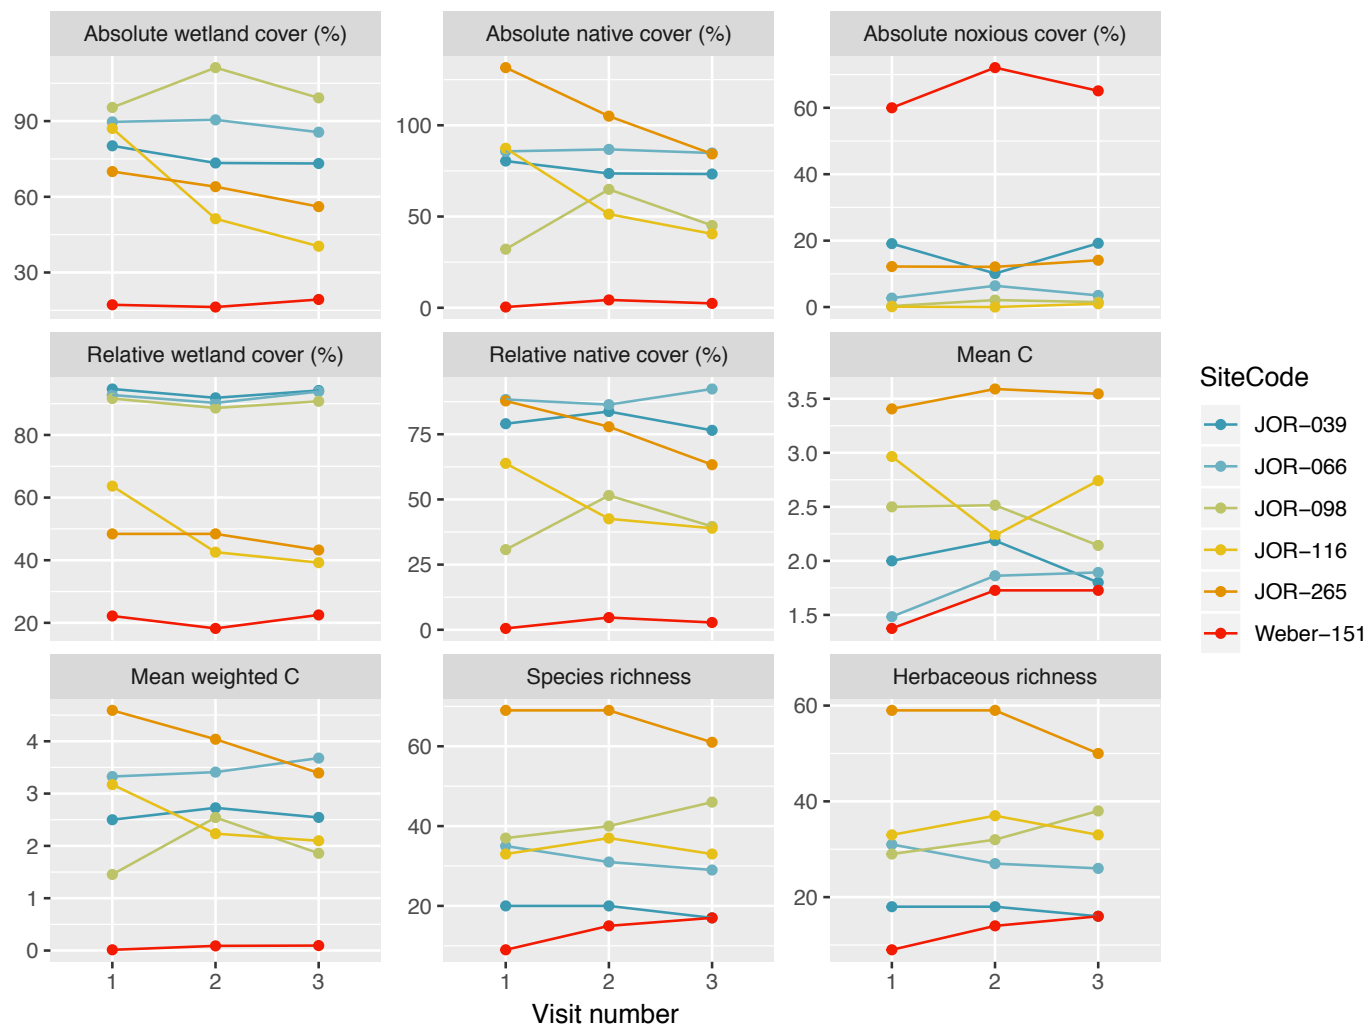 Absolute wetland cover (%) Absolute native cover (%) Absolute noxious cover (%)
90
60
30
100
50
0
60
40
20
0
Relative wetland cover (%) Relative native cover (%) Mean C
80
60
40
20
75
50
25
0
3.5
3.0
2.5
2.0
1.5
Mean weighted C Species richness Herbaceous richness
4
3
2
1
0
60
40
20
60
40
20
1 2 3 1 2 3 1 2 3
Visit number
SiteCode
JOR−039
JOR−066
JOR−098
JOR−116
JOR−265
Weber−151